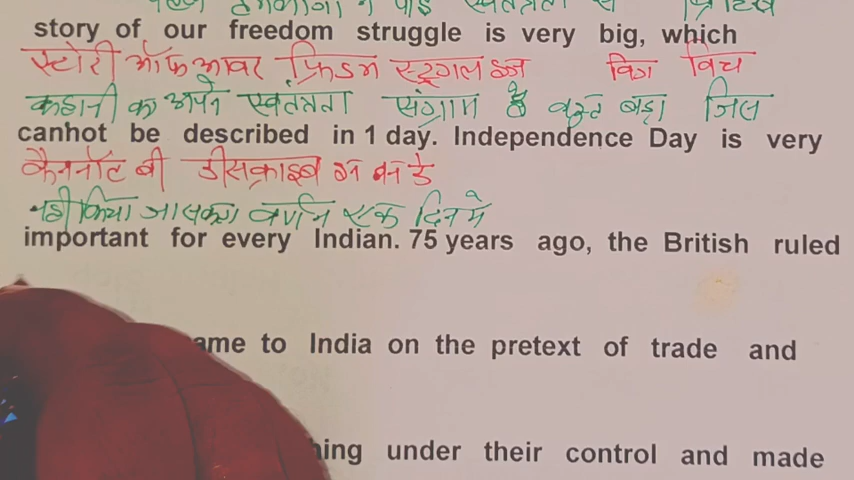 story of our freedom struggle is very big, which
स्टोरी ऑफ आवर फ्रिडम स्ट्रगल इज विग विच
कहानी का अपने स्वतंत्रता संग्राम है बहुत बड़ा जिस
canhot be described in 1 day. Independence Day is very
कैननॉट बी डीसक्राइब इन वन डे
नही किया जा सकता वर्णन एक दिन मे
important for every Indian. 75 years ago, the British ruled
ame to India on the pretext of trade and
hing under their control and made